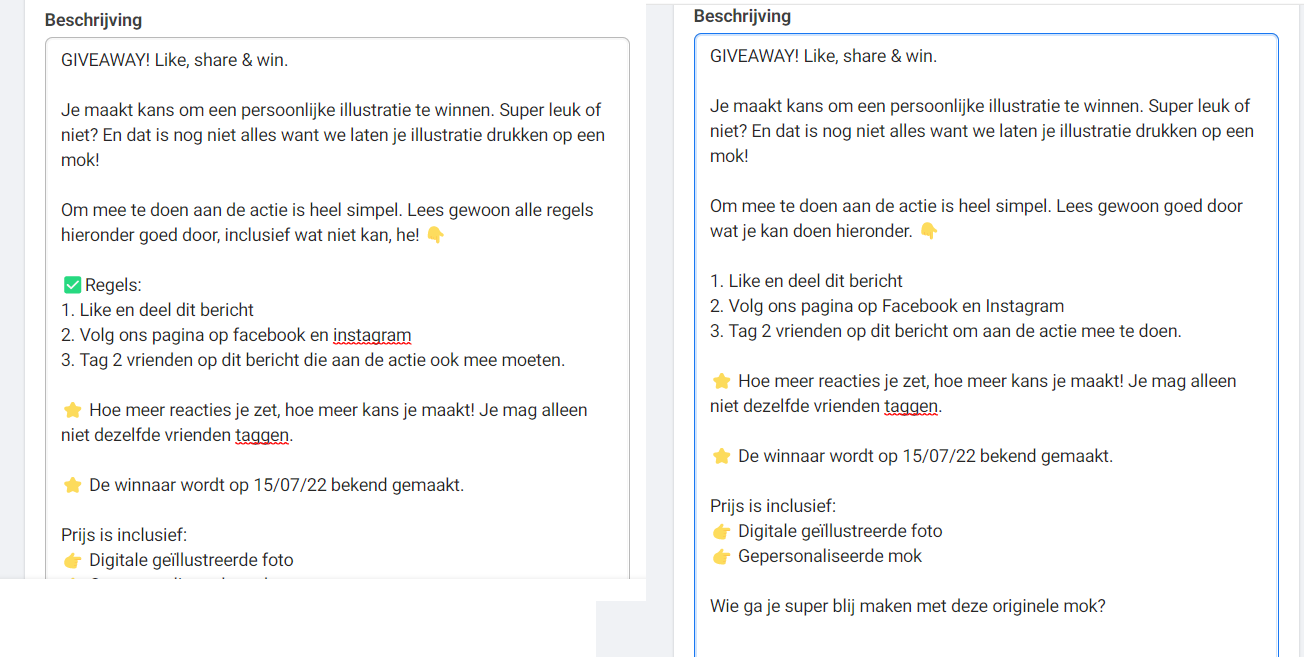 Beschrijving
GIVEAWAY! Like, share & win.
Je maakt kans om een persoonlijke illustratie te winnen. Super leuk of
niet? En dat is nog niet alles want we laten je illustratie drukken op een
mok!
Om mee te doen aan de actie is heel simpel. Lees gewoon alle regels
hieronder goed door, inclusief wat niet kan, he! 👇
✅ Regels:
1. Like en deel dit bericht
2. Volg ons pagina op facebook en instagram
3. Tag 2 vrienden op dit bericht die aan de actie ook mee moeten.
⭐ Hoe meer reacties je zet, hoe meer kans je maakt! Je mag alleen
niet dezelfde vrienden taggen.
⭐ De winnaar wordt op 15/07/22 bekend gemaakt.
Prijs is inclusief:
👉 Digitale geïllustreerde foto
Beschrijving
GIVEAWAY! Like, share & win.
Je maakt kans om een persoonlijke illustratie te winnen. Super leuk of
niet? En dat is nog niet alles want we laten je illustratie drukken op een
mok!
Om mee te doen aan de actie is heel simpel. Lees gewoon goed door
wat je kan doen hieronder. 👇
1. Like en deel dit bericht
2. Volg ons pagina op Facebook en Instagram
3. Tag 2 vrienden op dit bericht om aan de actie mee te doen.
⭐ Hoe meer reacties je zet, hoe meer kans je maakt! Je mag alleen
niet dezelfde vrienden taggen.
⭐ De winnaar wordt op 15/07/22 bekend gemaakt.
Prijs is inclusief:
👉 Digitale geïllustreerde foto
👉 Gepersonaliseerde mok
Wie ga je super blij maken met deze originele mok?